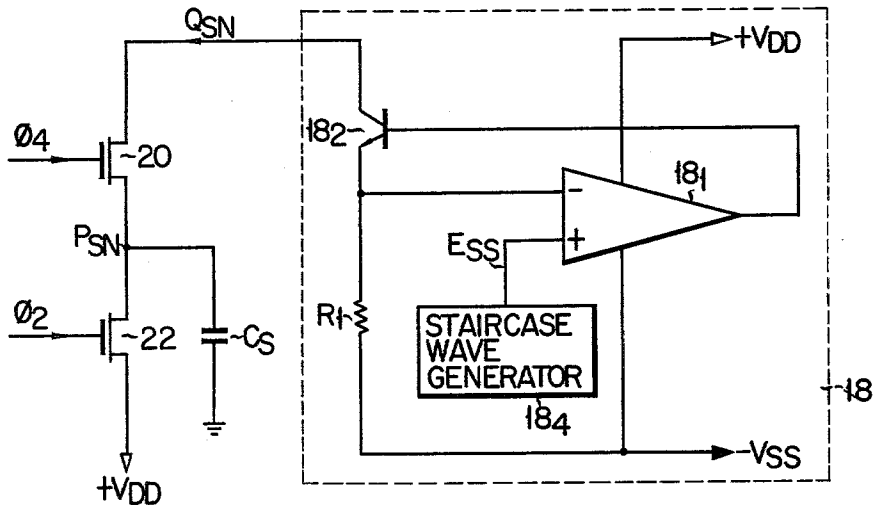 QSN
+VDD
182
Ø4
20
181
PSN
ESS
Ø2
22
CS
R1
STAIRCASE
WAVE
GENERATOR
184
18
-VSS
+VDD
-
+